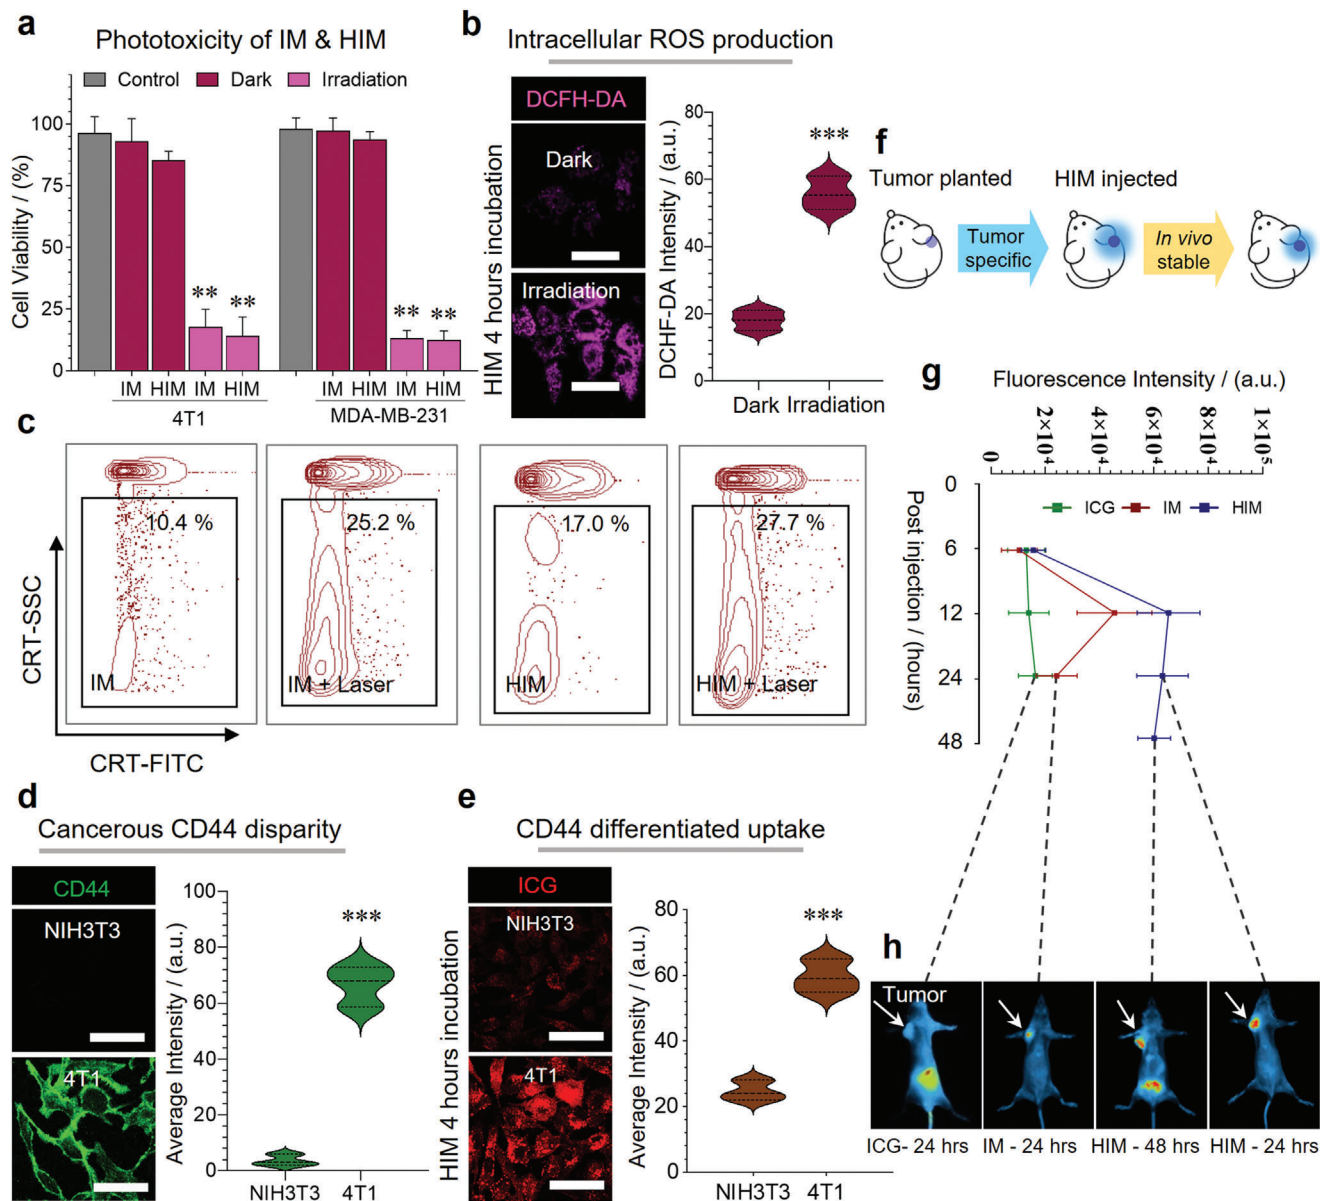 a
Phototoxicity of IM & HIM
Control Dark Irradiation
Cell Viability / (%)
100
75
50
25
0
** ** ** **
IM HIM IM HIM IM HIM IM HIM
4T1 MDA-MB-231
b
Intracellular ROS production
HIM 4 hours incubation
DCFH-DA
Dark
Irradiation
DCHF-DA Intensity / (a.u.)
80
60
40
20
0
***
Dark Irradiation
c
CRT-SSC
CRT-FITC
10.4 %
IM
25.2 %
IM + Laser
17.0 %
HIM
27.7 %
HIM + Laser
d
Cancerous CD44 disparity
CD44
NIH3T3
4T1
Average Intensity / (a.u.)
100
80
60
40
20
0
***
NIH3T3 4T1
e
CD44 differentiated uptake
HIM 4 hours incubation
ICG
NIH3T3
4T1
Average Intensity / (a.u.)
80
60
40
20
0
***
NIH3T3 4T1
f
Tumor planted HIM injected
Tumor
specific
In vivo
stable
g
Fluorescence Intensity / (a.u.)
0 2×10⁴ 4×10⁴ 6×10⁴ 8×10⁴ 1×10⁵
Post injection / (hours)
0
6
12
24
48
ICG IM HIM
h
Tumor
ICG- 24 hrs IM - 24 hrs HIM - 48 hrs HIM - 24 hrs